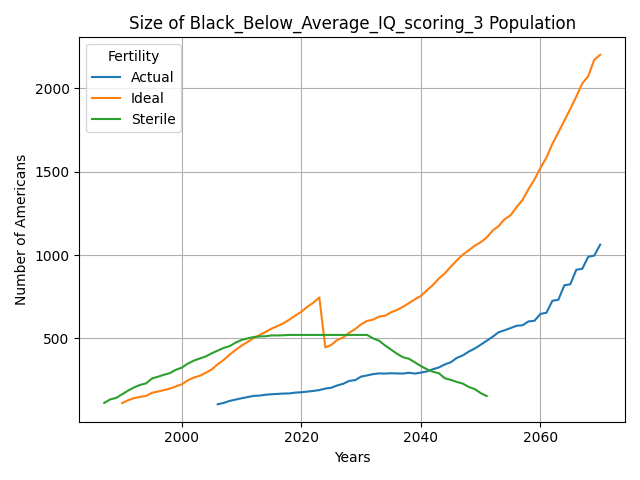 Size of Black_Below_Average_IQ_scoring_3 Population
Fertility
Actual
Ideal
Sterile
Number of Americans
2000
1500
1000
500
2000
2020
2040
2060
Years